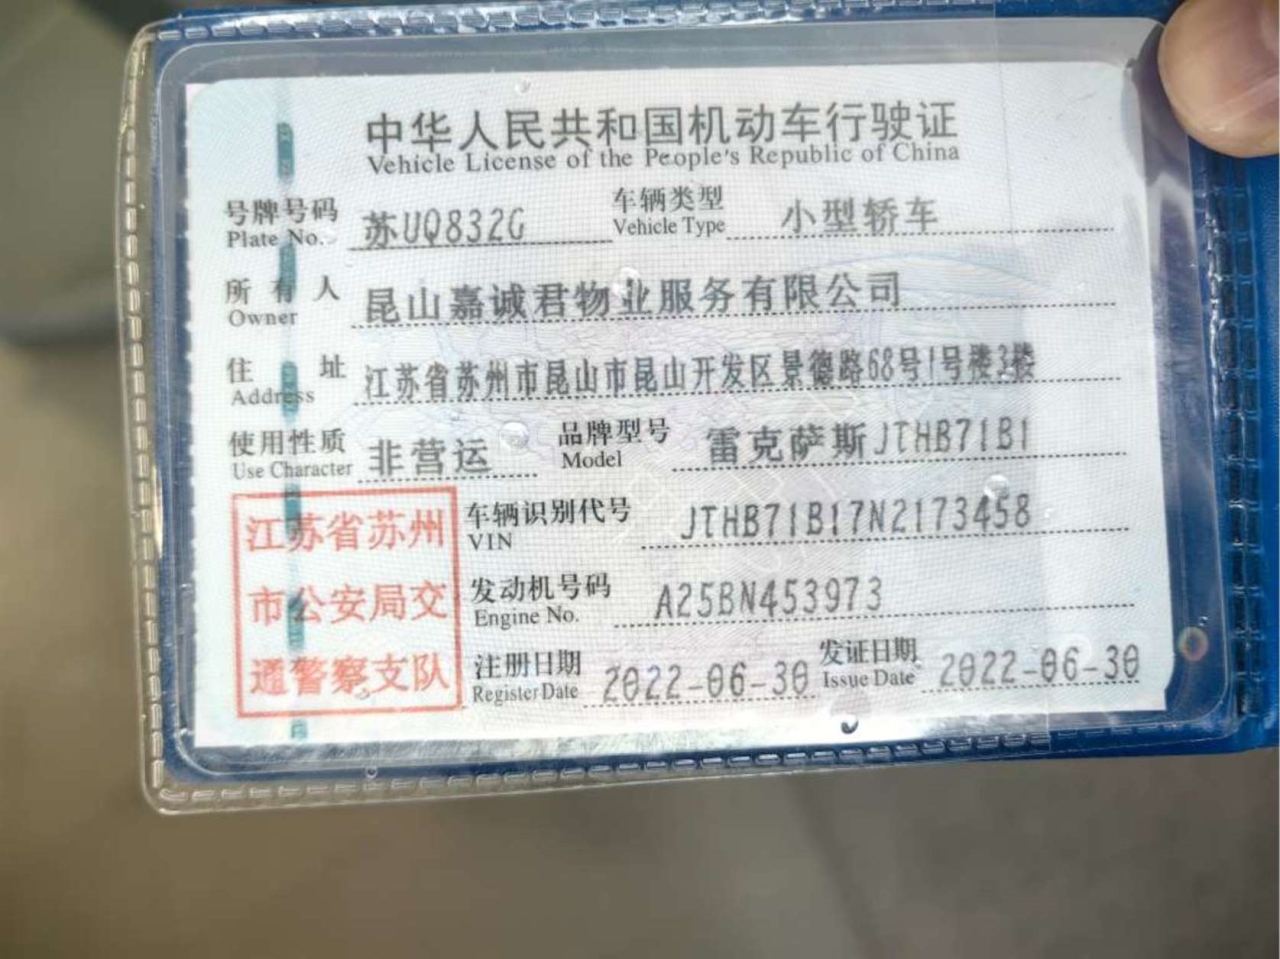 中华人民共和国机动车行驶证
Vehicle License of the People's Republic of China
号牌号码 苏UQ832G 车辆类型 小型轿车
Plate No. Vehicle Type
所有人 昆山嘉诚君物业服务有限公司
Owner
住址 江苏省苏州市昆山市昆山开发区景德路68号1号楼3楼
Address
使用性质 非营运 品牌型号 雷克萨斯JTHB71B1
Use Character Model
江苏省苏州
市公安局交
通警察支队
车辆识别代号 JTHB71B17N2173458
VIN
发动机号码 A25BN453973
Engine No.
注册日期 2022-06-30 发证日期 2022-06-30
Register Date Issue Date